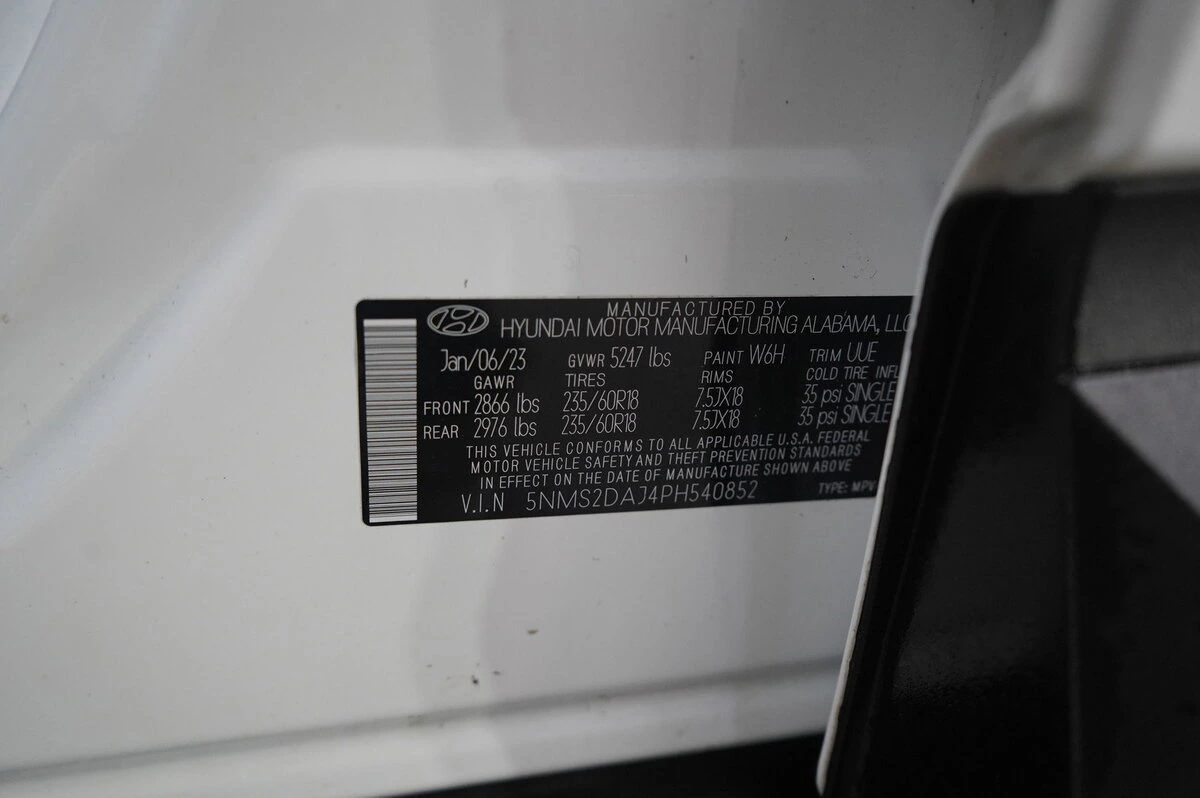 MANUFACTURED BY
HYUNDAI MOTOR MANUFACTURING ALABAMA, LLC
Jan/06/23 GVWR 5247 lbs PAINT W6H TRIM UUE
GAWR TIRES RIMS COLD TIRE INFL
FRONT 2866 lbs 235/60R18 7.5JX18 35 psi SINGLE
REAR 2976 lbs 235/60R18 7.5JX18 35 psi SINGLE
THIS VEHICLE CONFORMS TO ALL APPLICABLE U.S.A. FEDERAL
MOTOR VEHICLE SAFETY AND THEFT PREVENTION STANDARDS
IN EFFECT ON THE DATE OF MANUFACTURE SHOWN ABOVE
V.I.N 5NMS2DAJ4PH540852 TYPE: MPV